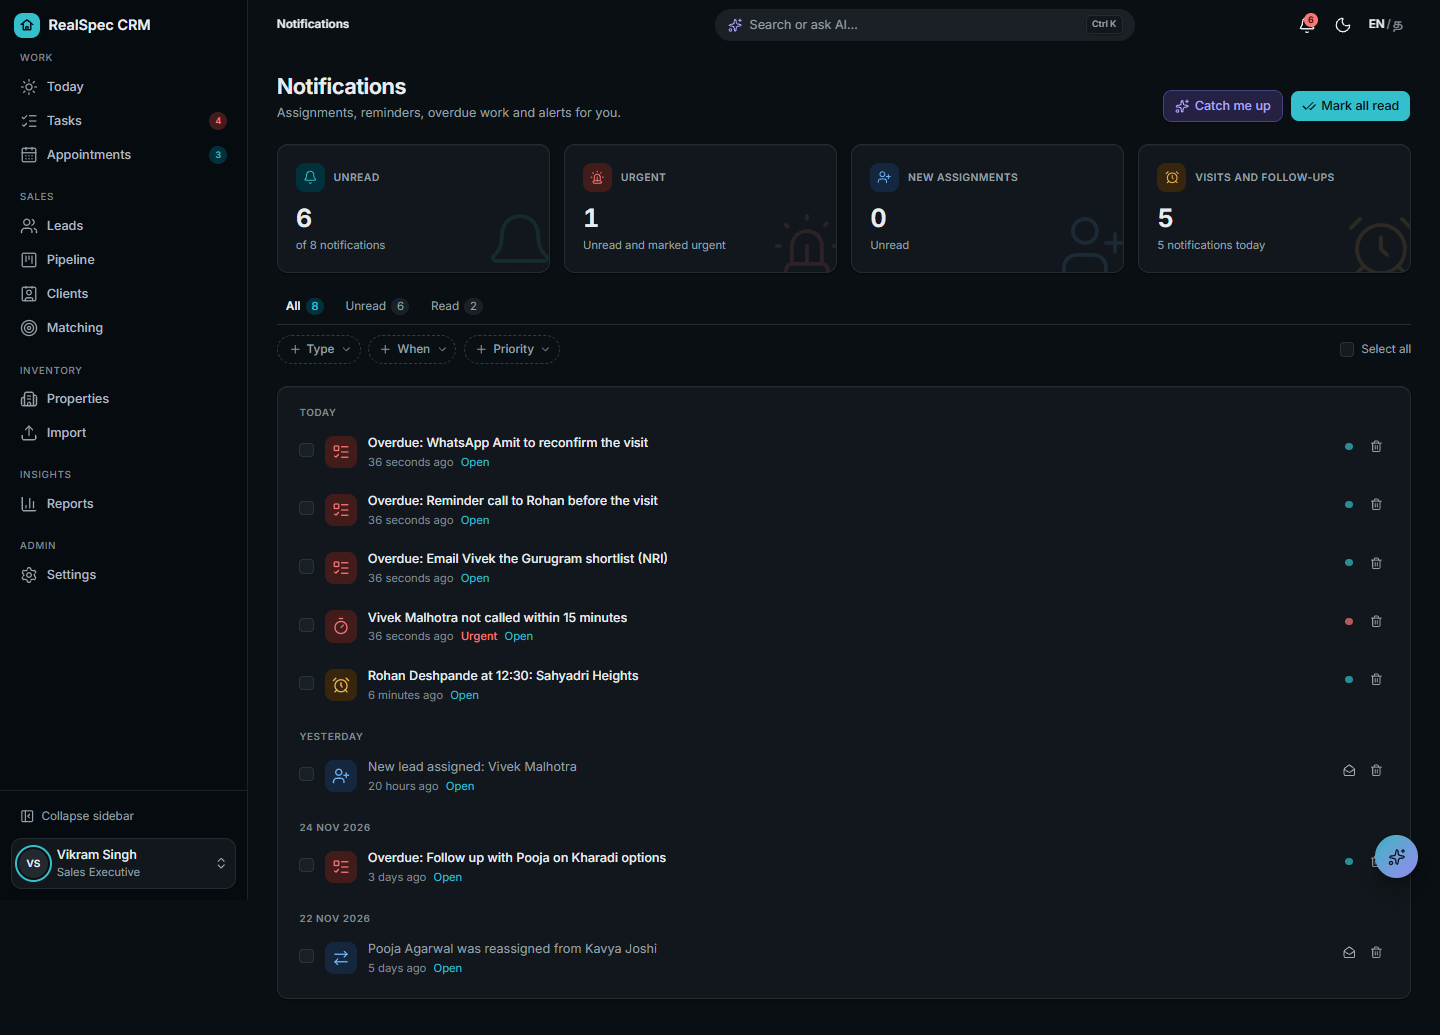 RealSpec CRM
WORK
Today
Tasks 4
Appointments 3
SALES
Leads
Pipeline
Clients
Matching
INVENTORY
Properties
Import
INSIGHTS
Reports
ADMIN
Settings
Collapse sidebar
VS
Vikram Singh
Sales Executive
Notifications
Search or ask AI... Ctrl K
6
EN / த
Notifications
Assignments, reminders, overdue work and alerts for you.
Catch me up
Mark all read
UNREAD
6
of 8 notifications
URGENT
1
Unread and marked urgent
NEW ASSIGNMENTS
0
Unread
VISITS AND FOLLOW-UPS
5
5 notifications today
All 8 Unread 6 Read 2
Type When Priority Select all
TODAY
Overdue: WhatsApp Amit to reconfirm the visit
36 seconds ago Open
Overdue: Reminder call to Rohan before the visit
36 seconds ago Open
Overdue: Email Vivek the Gurugram shortlist (NRI)
36 seconds ago Open
Vivek Malhotra not called within 15 minutes
36 seconds ago Urgent Open
Rohan Deshpande at 12:30: Sahyadri Heights
6 minutes ago Open
YESTERDAY
New lead assigned: Vivek Malhotra
20 hours ago Open
24 NOV 2026
Overdue: Follow up with Pooja on Kharadi options
3 days ago Open
22 NOV 2026
Pooja Agarwal was reassigned from Kavya Joshi
5 days ago Open